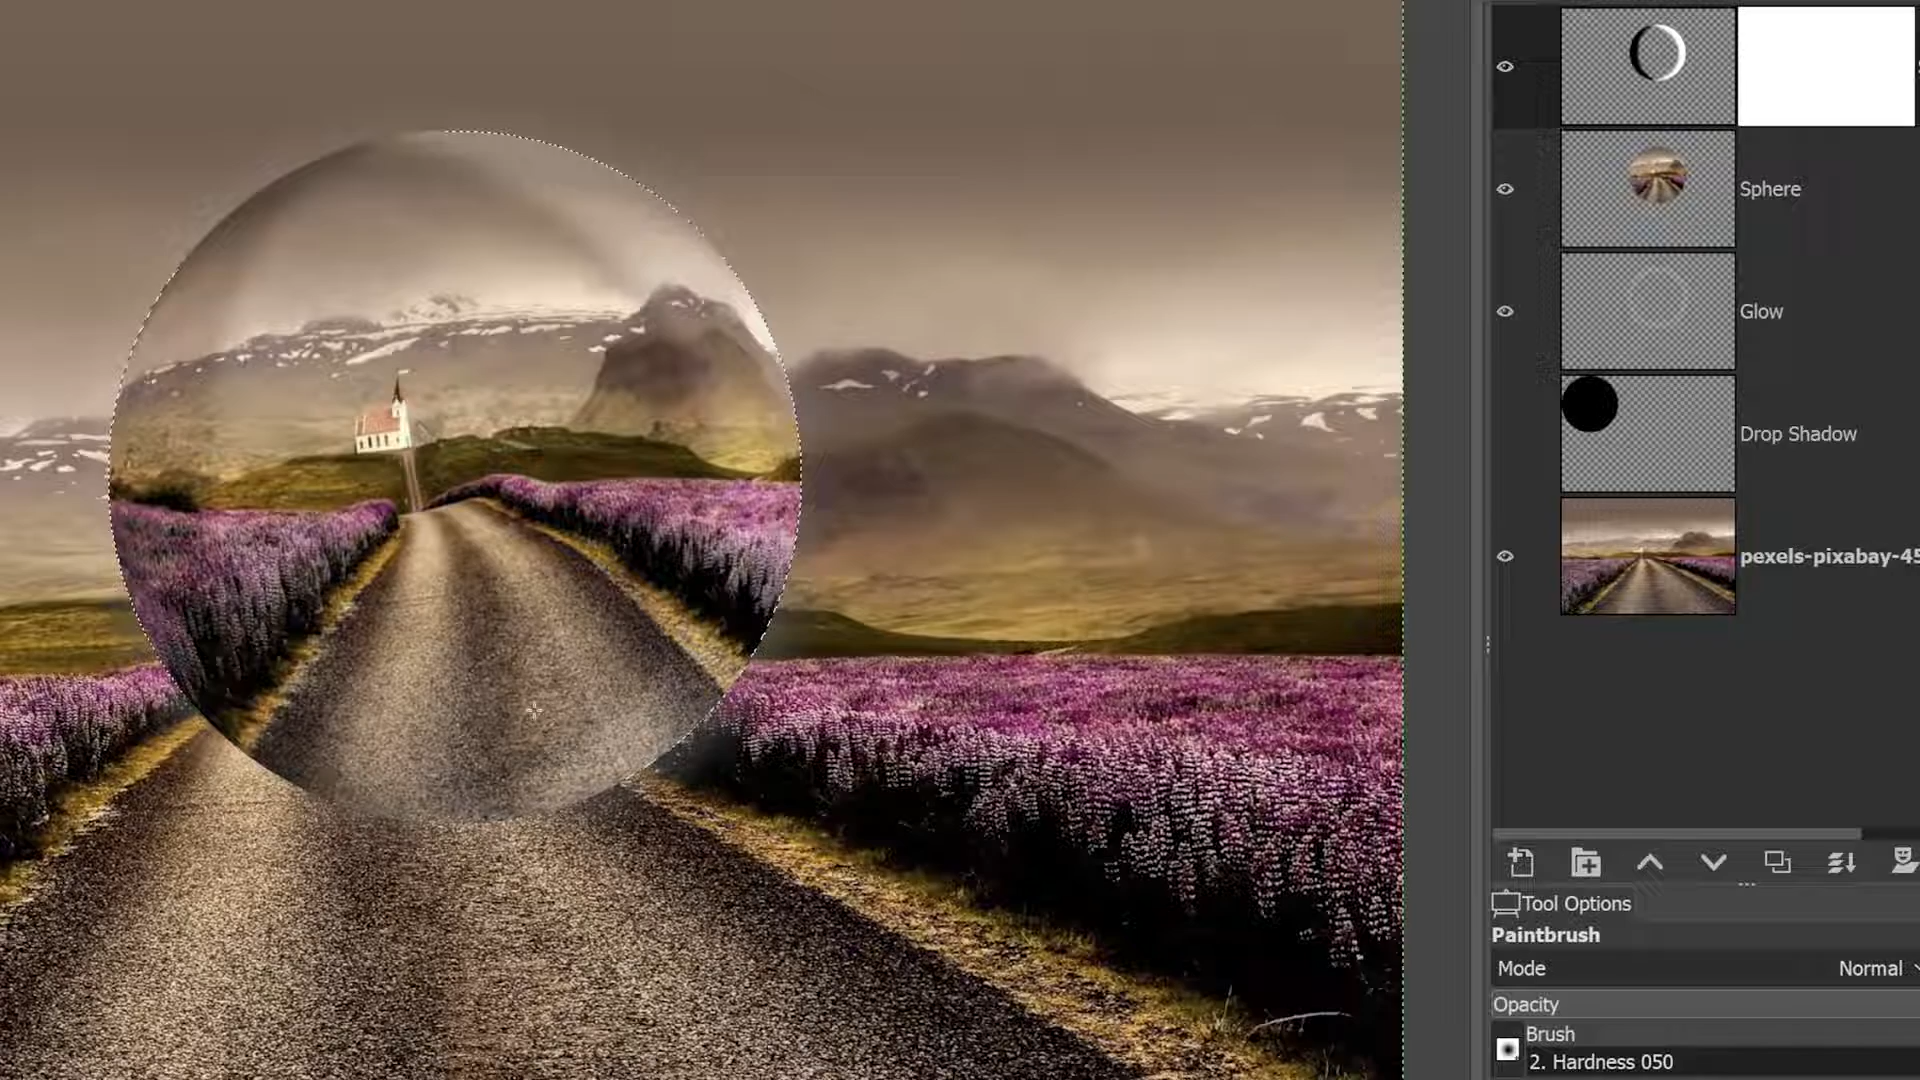 Sphere
Glow
Drop Shadow
pexels-pixabay-45
Tool Options
Paintbrush
Mode
Normal
Opacity
Brush
2. Hardness 050